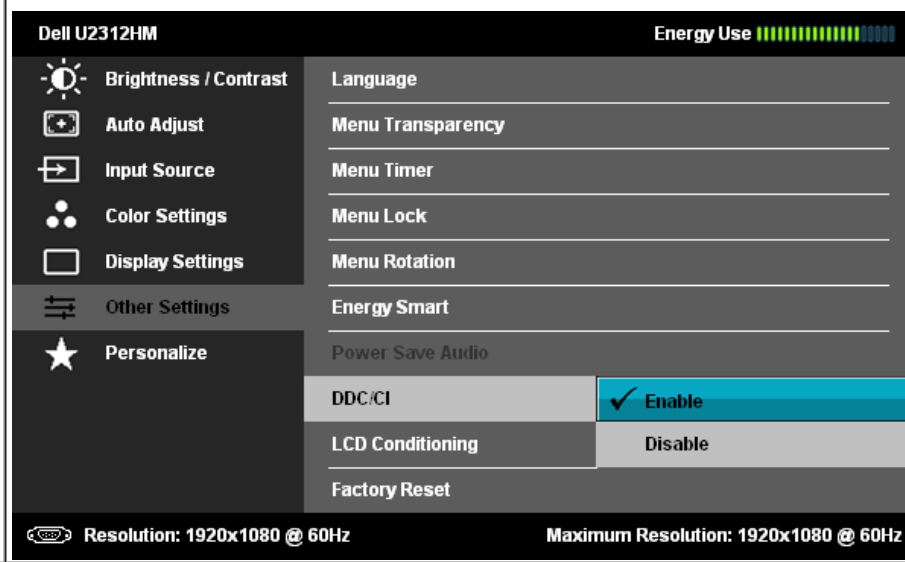 Dell U2312HM Energy Use
Brightness / Contrast Language
Auto Adjust Menu Transparency
Input Source Menu Timer
Color Settings Menu Lock
Display Settings Menu Rotation
Other Settings Energy Smart
Personalize Power Save Audio
DDC/CI Enable
LCD Conditioning Disable
Factory Reset
Resolution: 1920x1080 @ 60Hz Maximum Resolution: 1920x1080 @ 60Hz